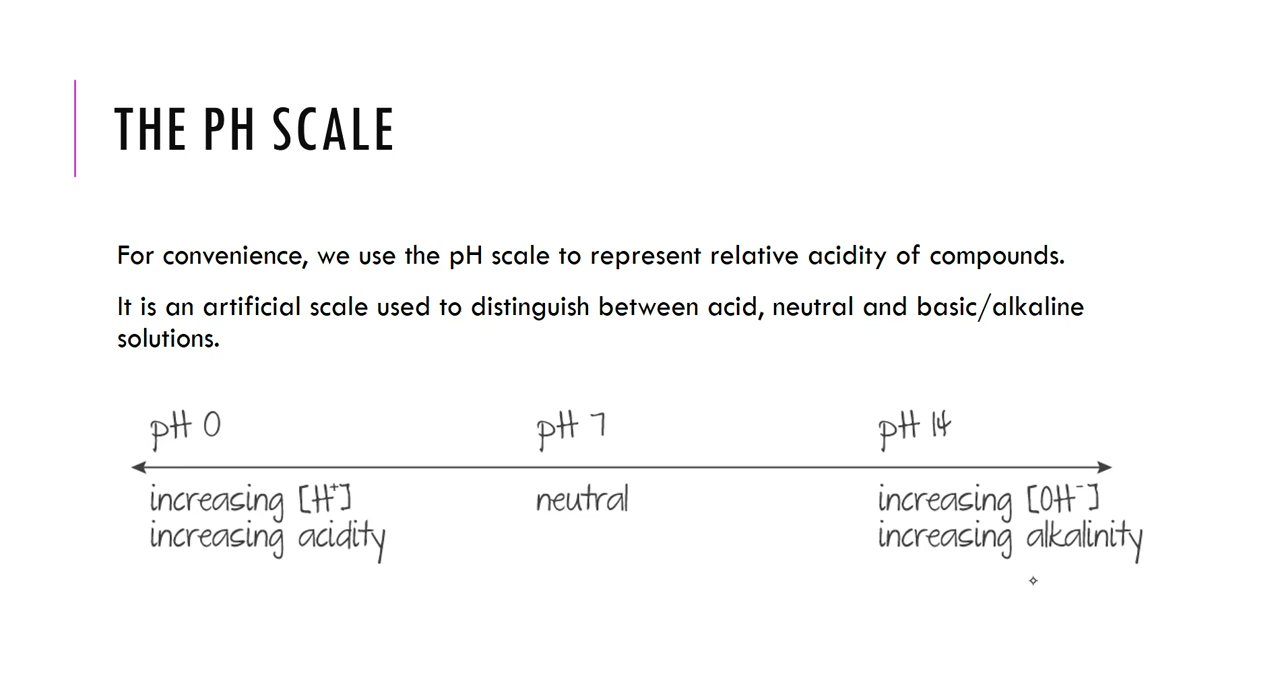 THE PH SCALE
For convenience, we use the pH scale to represent relative acidity of compounds.
It is an artificial scale used to distinguish between acid, neutral and basic/alkaline
solutions.
pH 0 pH 7 pH 14
increasing [H⁺] neutral increasing [OH⁻]
increasing acidity increasing alkalinity